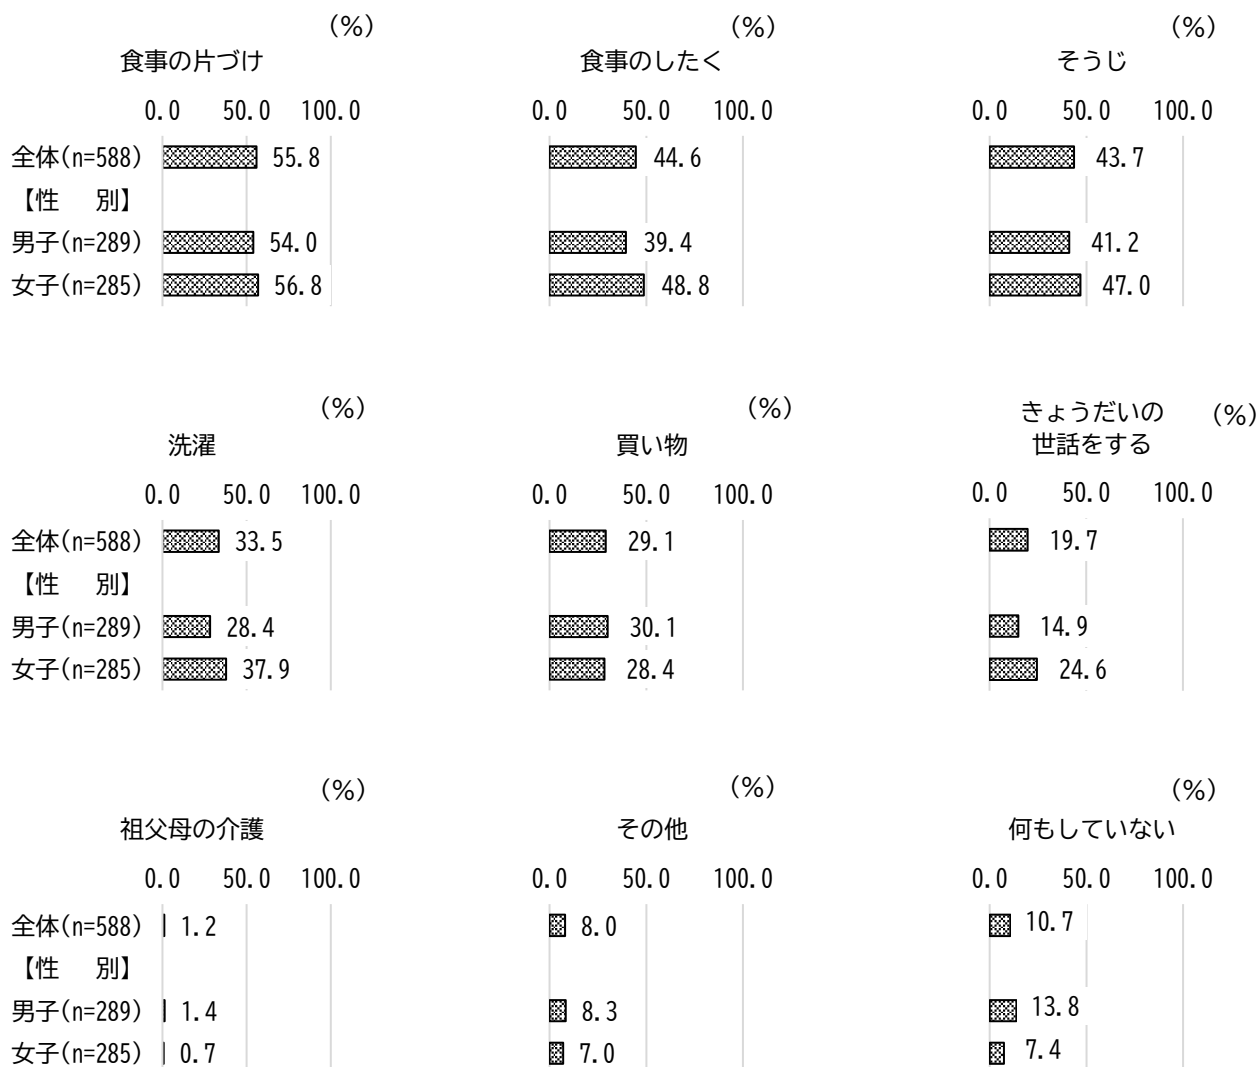 (%) (%) (%)
食事の片づけ 食事のしたく そうじ
0.0 50.0 100.0 0.0 50.0 100.0 0.0 50.0 100.0
全体(n=588) 55.8 44.6 43.7
【性 別】
男子(n=289) 54.0 39.4 41.2
女子(n=285) 56.8 48.8 47.0
(%) (%) きょうだいの (%)
洗濯 買い物 世話をする
0.0 50.0 100.0 0.0 50.0 100.0 0.0 50.0 100.0
全体(n=588) 33.5 29.1 19.7
【性 別】
男子(n=289) 28.4 30.1 14.9
女子(n=285) 37.9 28.4 24.6
(%) (%) (%)
祖父母の介護 その他 何もしていない
0.0 50.0 100.0 0.0 50.0 100.0 0.0 50.0 100.0
全体(n=588) 1.2 8.0 10.7
【性 別】
男子(n=289) 1.4 8.3 13.8
女子(n=285) 0.7 7.0 7.4